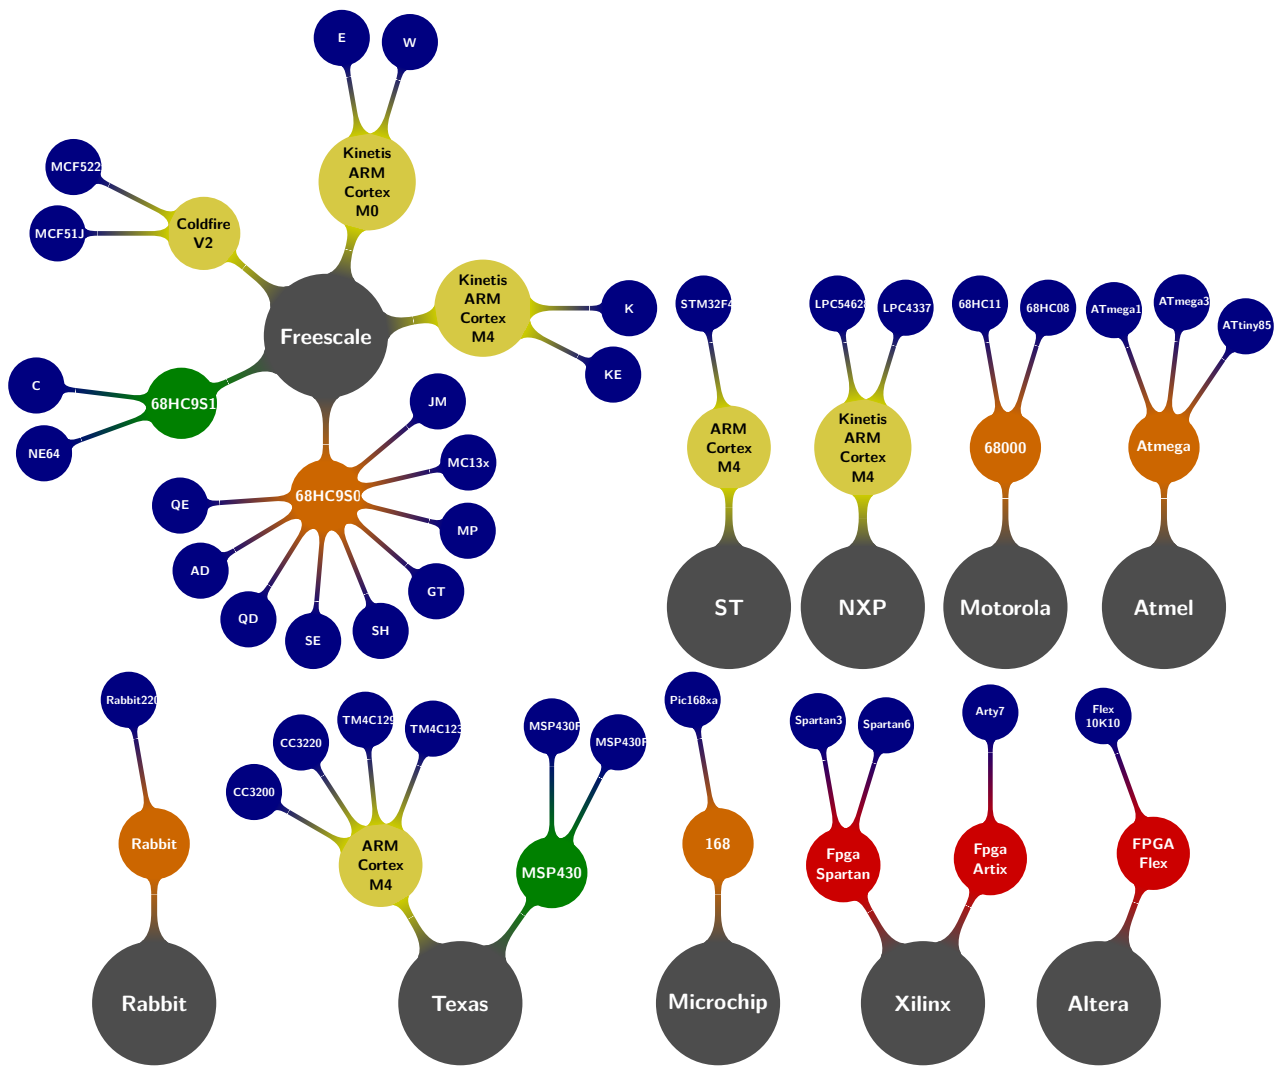 E
W
Kinetis
ARM
Cortex
M0
MCF522
MCF51J
Coldfire
V2
Freescale
Kinetis
ARM
Cortex
M4
K
KE
C
NE64
68HC9S1
68HC9S0
JM
MC13x
MP
GT
SH
SE
QD
AD
QE
STM32F4
ARM
Cortex
M4
ST
LPC54628
LPC4337
Kinetis
ARM
Cortex
M4
NXP
68HC11
68HC08
68000
Motorola
ATmega1
ATmega3
ATtiny85
Atmega
Atmel
Rabbit220
Rabbit
Rabbit
CC3200
CC3220
TM4C129
TM4C123
ARM
Cortex
M4
MSP430F
MSP430F
MSP430
Texas
Pic168xa
168
Microchip
Spartan3
Spartan6
Fpga
Spartan
Arty7
Fpga
Artix
Xilinx
Flex
10K10
FPGA
Flex
Altera